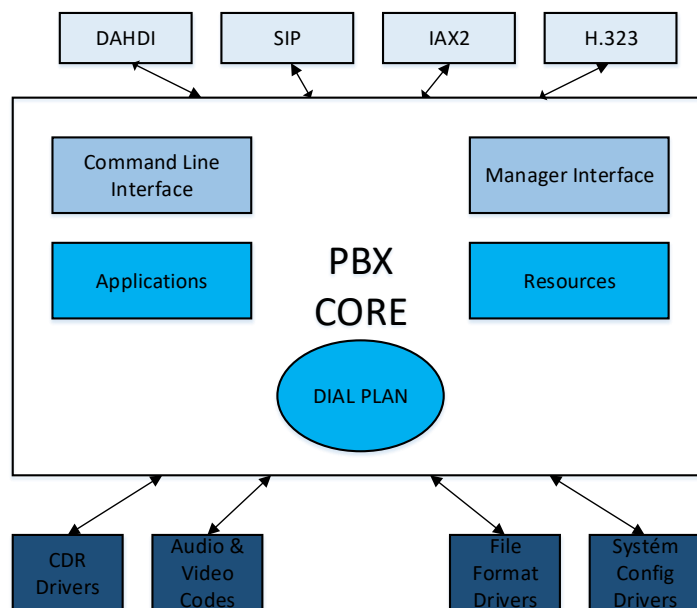 DAHDI
SIP
IAX2
H.323
Command Line
Interface
Manager Interface
Applications
Resources
PBX
CORE
DIAL PLAN
CDR
Drivers
Audio &
Video
Codes
File
Format
Drivers
Systém
Config
Drivers